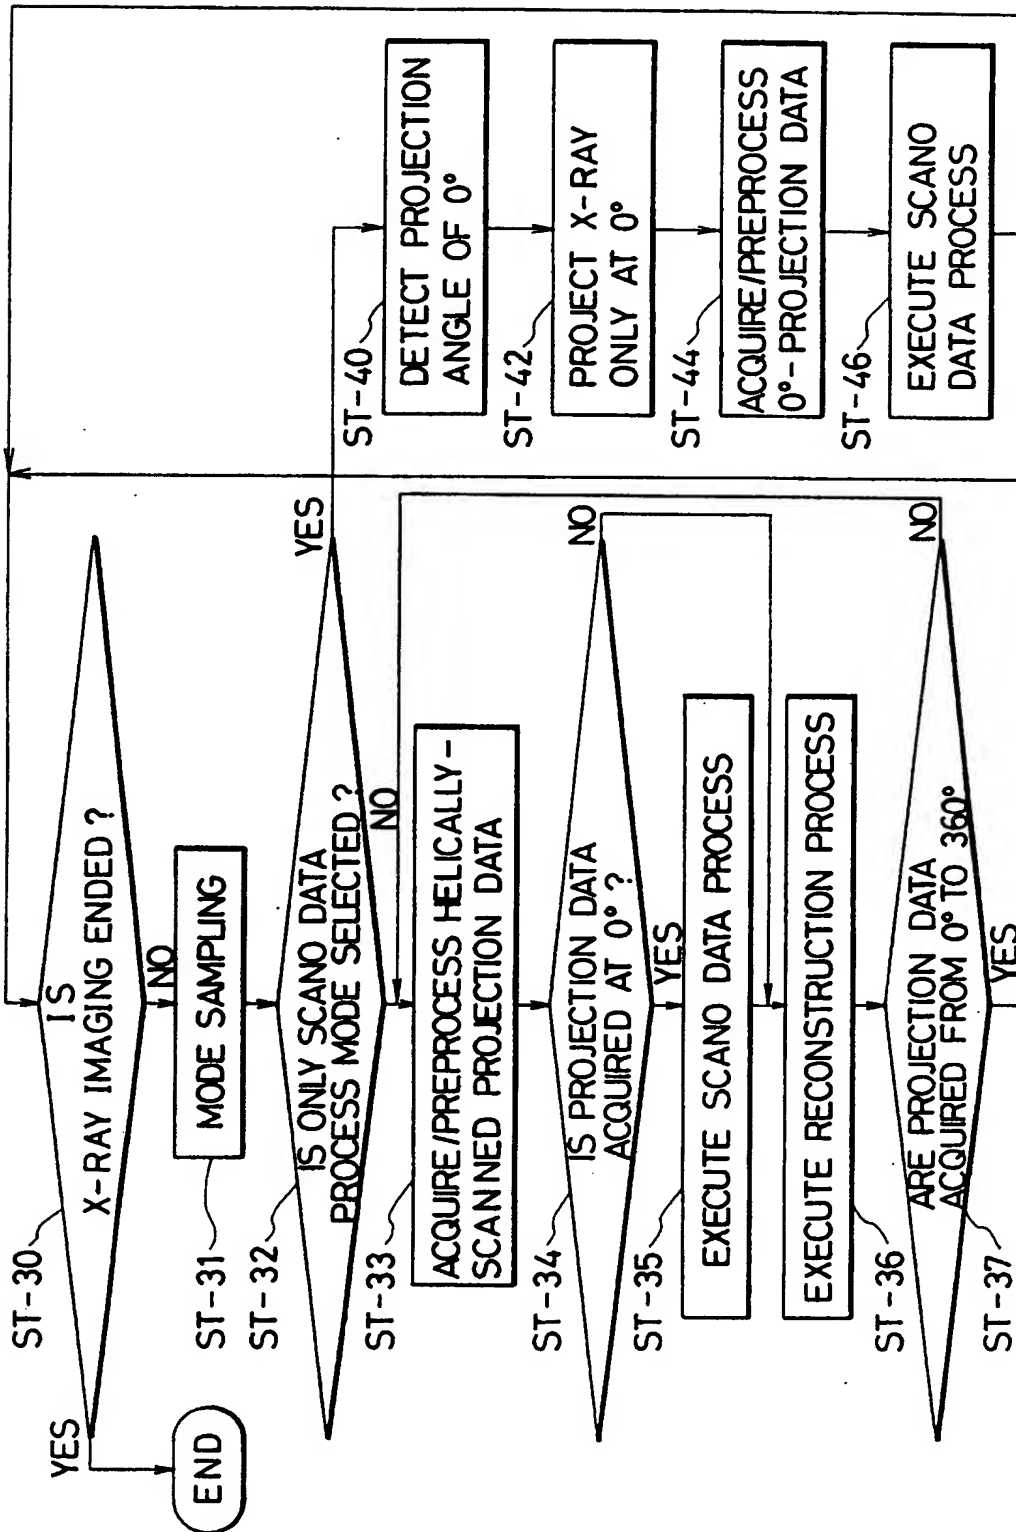 ST-30
IS
X-RAY IMAGING ENDED ?
YES
END
NO
ST-31
MODE SAMPLING
ST-32
IS ONLY SCANO DATA
PROCESS MODE SELECTED ?
YES
NO
ST-33
ACQUIRE/PREPROCESS HELICALLY-
SCANNED PROJECTION DATA
ST-34
IS PROJECTION DATA
ACQUIRED AT 0° ?
NO
YES
ST-35
EXECUTE SCANO DATA PROCESS
EXECUTE RECONSTRUCTION PROCESS
ST-36
ARE PROJECTION DATA
ACQUIRED FROM 0° TO 360°
NO
YES
ST-37
ST-40
DETECT PROJECTION
ANGLE OF 0°
ST-42
PROJECT X-RAY
ONLY AT 0°
ST-44
ACQUIRE/PREPROCESS
0°-PROJECTION DATA
ST-46
EXECUTE SCANO
DATA PROCESS